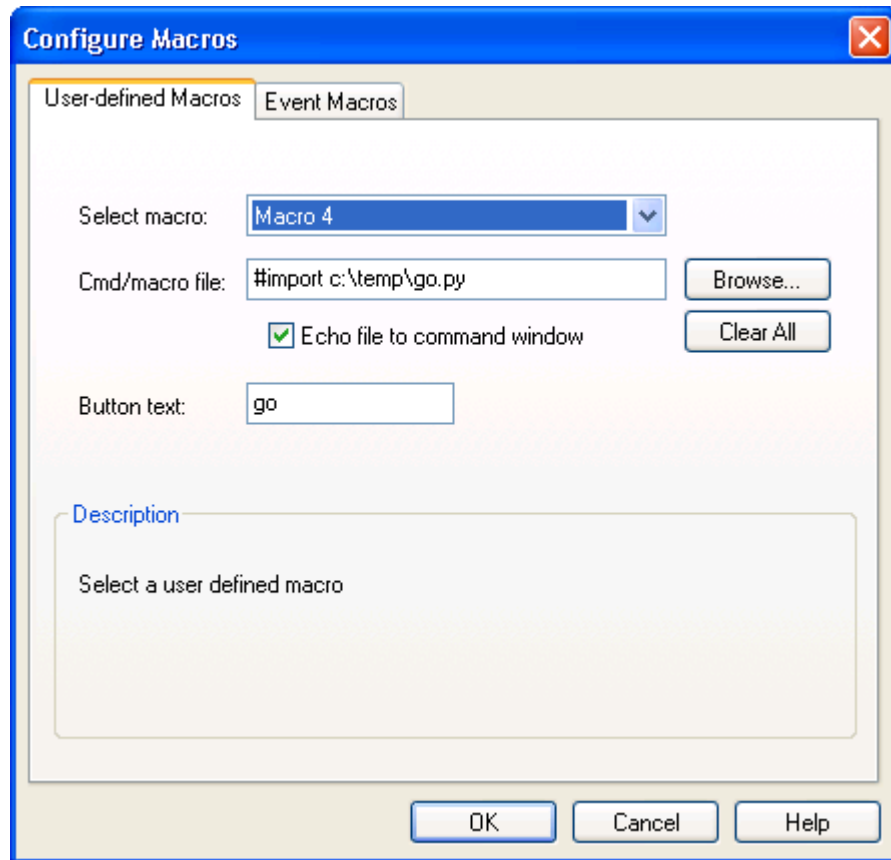 Configure Macros
User-defined Macros Event Macros
Select macro: Macro 4
Cmd/macro file: #import c:\temp\go.py Browse...
Echo file to command window Clear All
Button text: go
Description
Select a user defined macro
OK Cancel Help